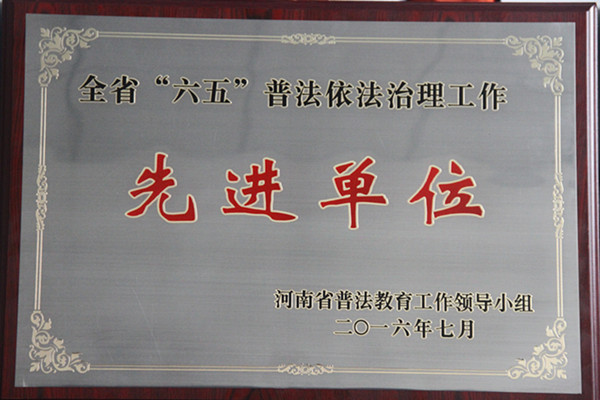 全省“六五”普法依法治理工作
先进单位
河南省普法教育工作领导小组
二〇一六年七月